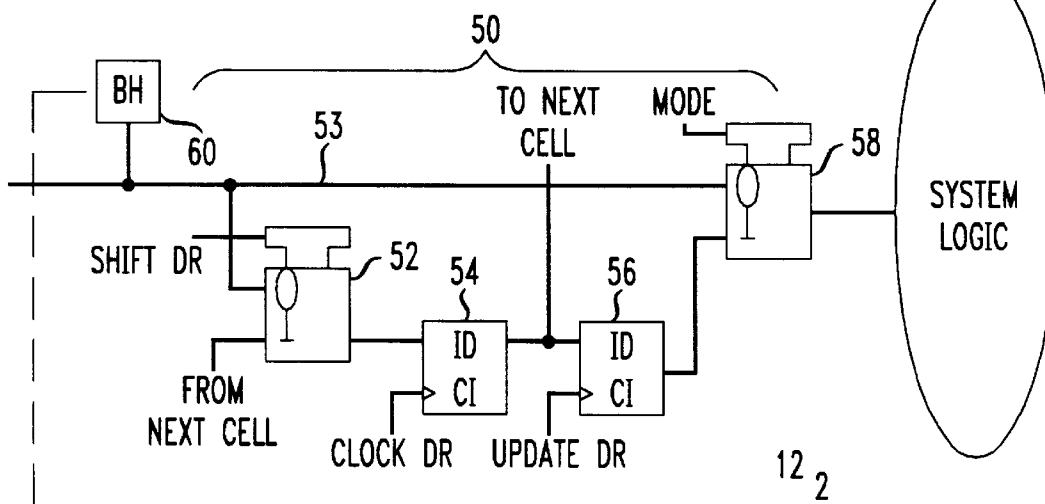 50
BH
60
53
TO NEXT
CELL
MODE
58
SYSTEM
LOGIC
SHIFT DR
52
54
56
ID
CI
ID
CI
FROM
NEXT CELL
CLOCK DR
UPDATE DR
12 2